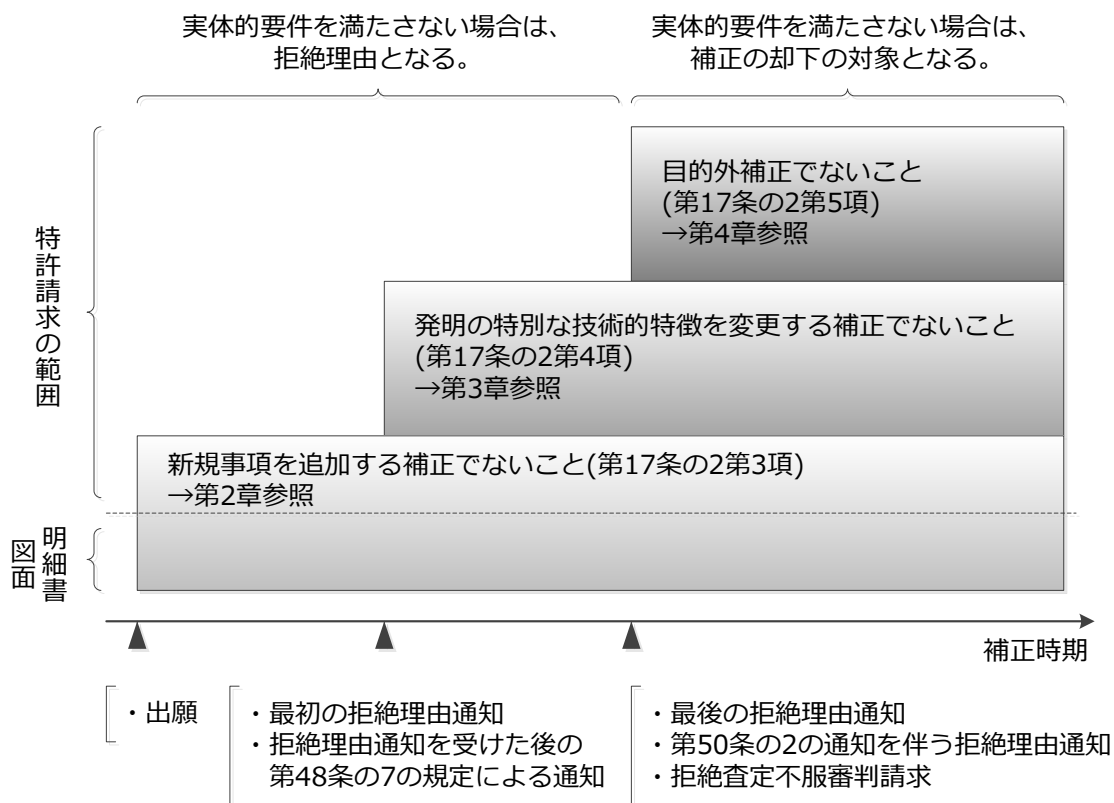 実体的要件を満たさない場合は、
拒絶理由となる。
実体的要件を満たさない場合は、
補正の却下の対象となる。
目的外補正でないこと
(第17条の2第5項)
→第4章参照
特許請求の範囲
発明の特別な技術的特徴を変更する補正でないこと
(第17条の2第4項)
→第3章参照
新規事項を追加する補正でないこと(第17条の2第3項)
→第2章参照
明細書
図面
補正時期
・出願
・最初の拒絶理由通知
・拒絶理由通知を受けた後の
第48条の7の規定による通知
・最後の拒絶理由通知
・第50条の2の通知を伴う拒絶理由通知
・拒絶査定不服審判請求